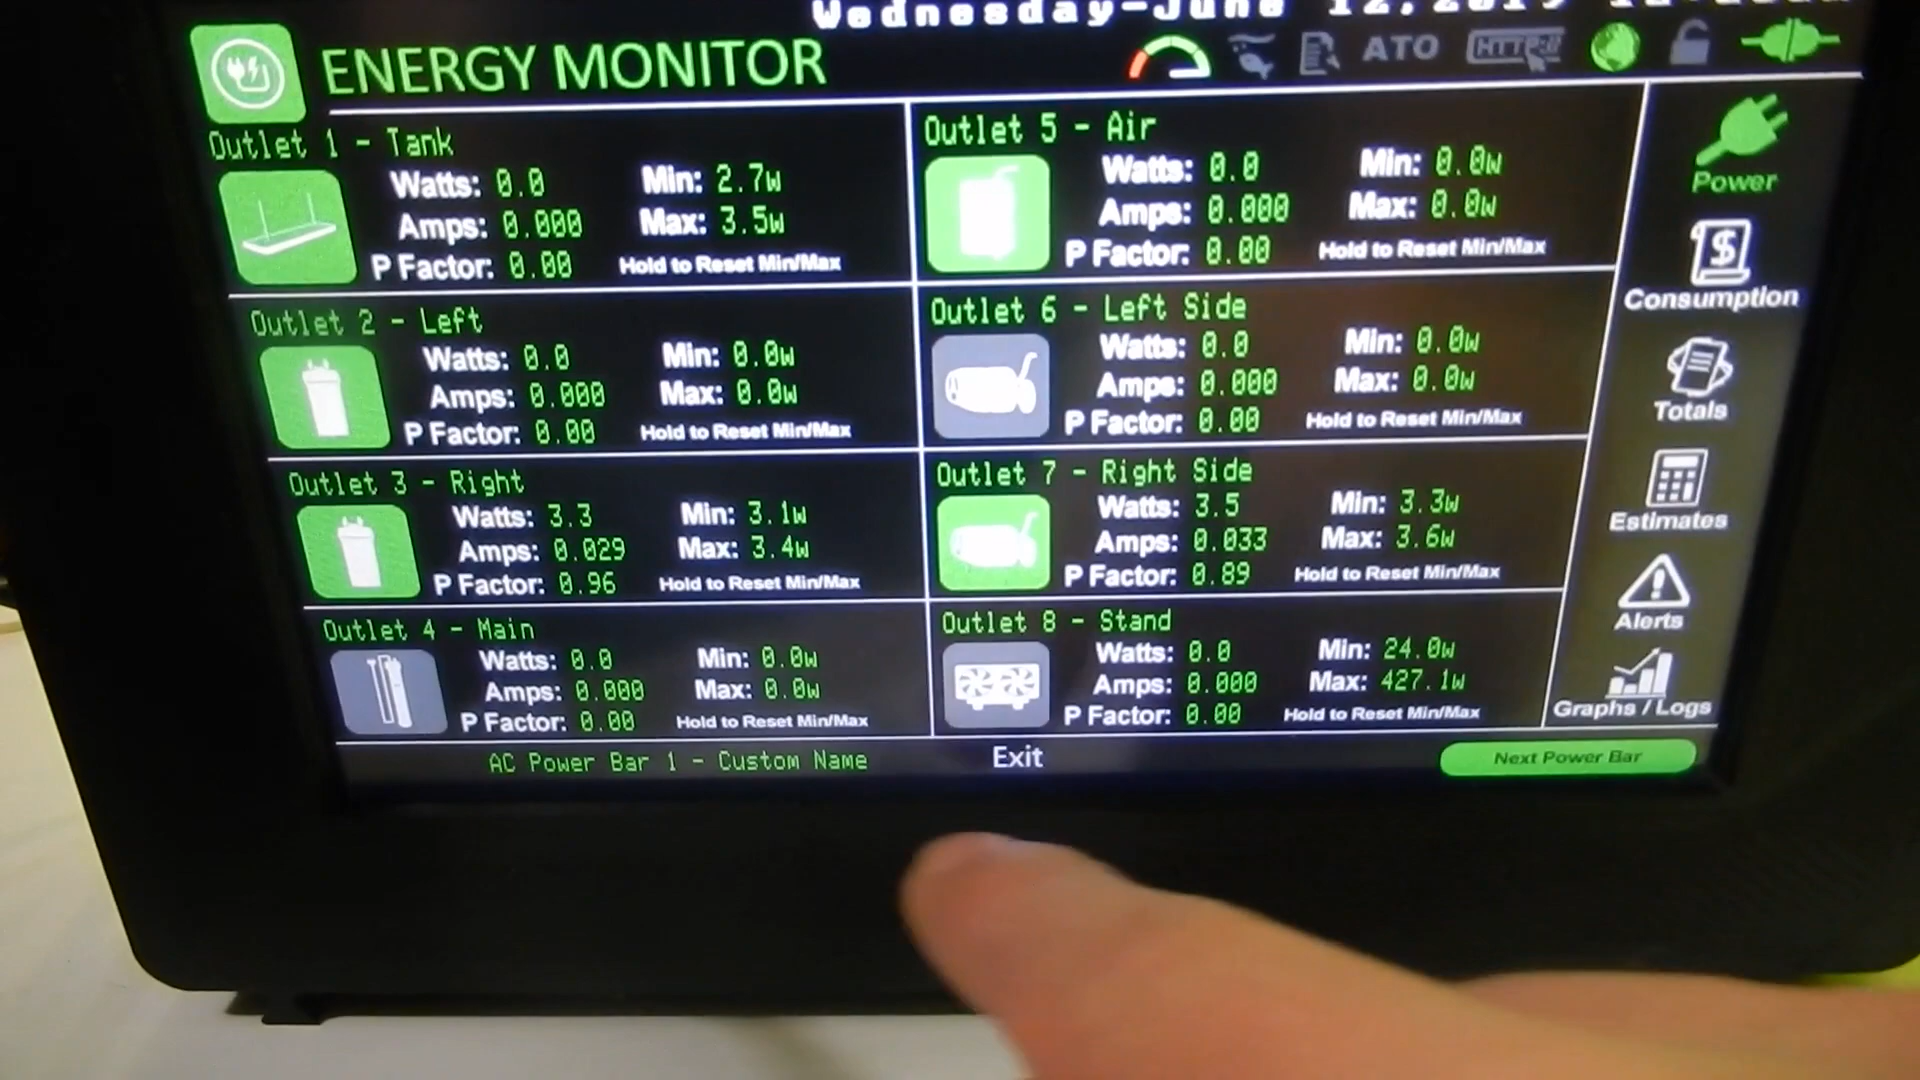 Wednesday-June 12,2019
ENERGY MONITOR
ATO
HTTP://
Outlet 1 - Tank
Watts: 0.0 Min: 2.7w
Amps: 0.000 Max: 3.5w
P Factor: 0.00 Hold to Reset Min/Max
Outlet 2 - Left
Watts: 0.0 Min: 0.0w
Amps: 0.000 Max: 0.0w
P Factor: 0.00 Hold to Reset Min/Max
Outlet 3 - Right
Watts: 3.3 Min: 3.1w
Amps: 0.029 Max: 3.4w
P Factor: 0.96 Hold to Reset Min/Max
Outlet 4 - Main
Watts: 0.0 Min: 0.0w
Amps: 0.000 Max: 0.0w
P Factor: 0.00 Hold to Reset Min/Max
Outlet 5 - Air
Watts: 0.0 Min: 0.0w
Amps: 0.000 Max: 0.0w
P Factor: 0.00 Hold to Reset Min/Max
Outlet 6 - Left Side
Watts: 0.0 Min: 0.0w
Amps: 0.000 Max: 0.0w
P Factor: 0.00 Hold to Reset Min/Max
Outlet 7 - Right Side
Watts: 3.5 Min: 3.3w
Amps: 0.033 Max: 3.6w
P Factor: 0.89 Hold to Reset Min/Max
Outlet 8 - Stand
Watts: 0.0 Min: 24.0w
Amps: 0.000 Max: 427.1w
P Factor: 0.00 Hold to Reset Min/Max
Power
$
Consumption
Totals
Estimates
Alerts
Graphs / Logs
AC Power Bar 1 - Custom Name
Exit
Next Power Bar